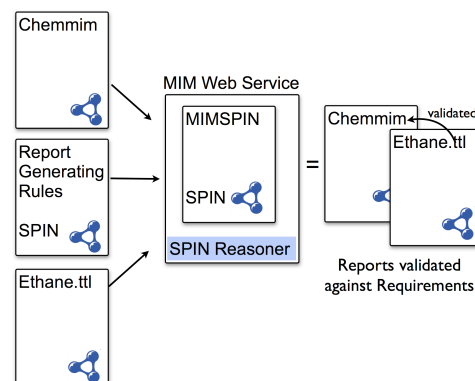 Chemmim
Report
Generating
Rules
SPIN
Ethane.ttl
MIM Web Service
MIMSPIN
SPIN
SPIN Reasoner
=
Chemmim
validated
Ethane.ttl
Reports validated
against Requirements